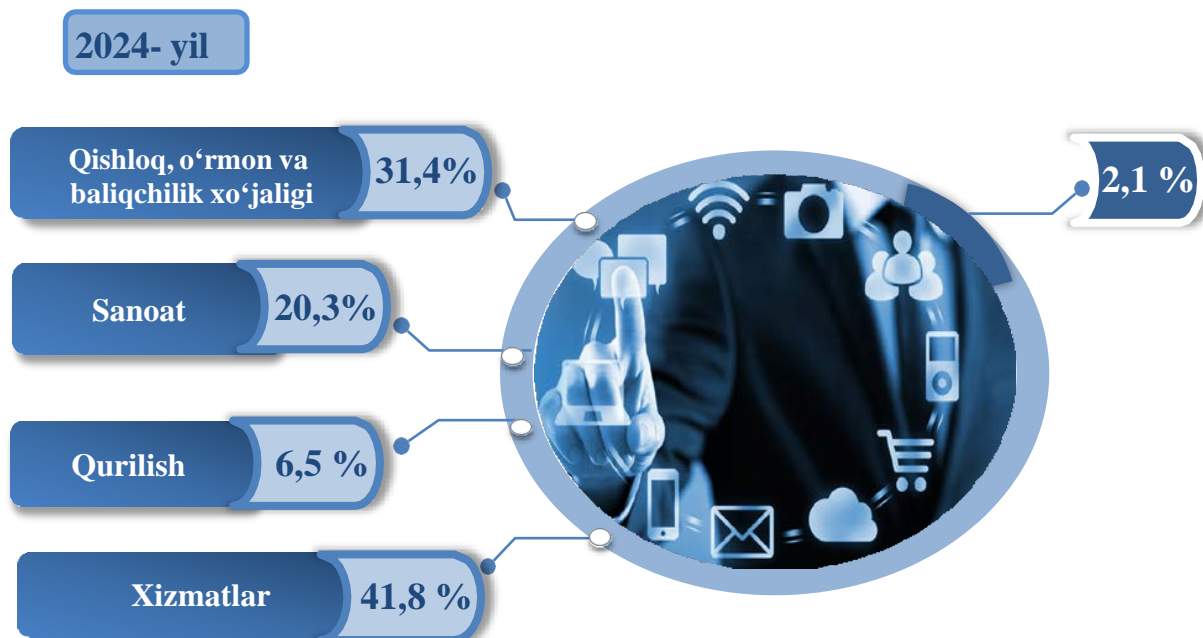 2024- yil
Qishloq, o‘rmon va
baliqchilik xo‘jaligi
31,4%
2,1 %
Sanoat
20,3%
Qurilish
6,5 %
Xizmatlar
41,8 %